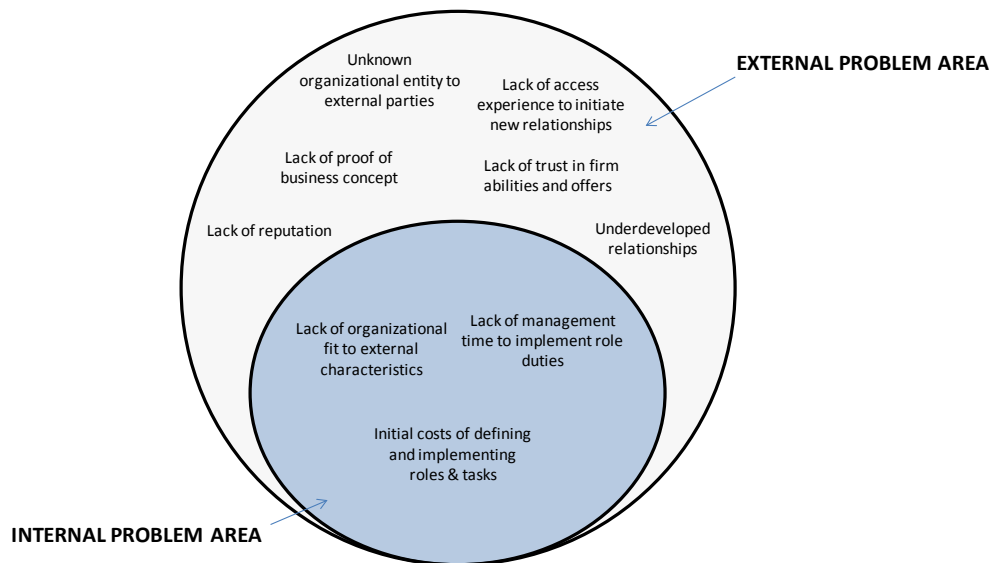 Unknown
organizational entity to
external parties
EXTERNAL PROBLEM AREA
Lack of access
experience to initiate
new relationships
Lack of proof of
business concept
Lack of trust in firm
abilities and offers
Lack of reputation
Underdeveloped
relationships
Lack of organizational
fit to external
characteristics
Lack of management
time to implement role
duties
Initial costs of defining
and implementing
roles & tasks
INTERNAL PROBLEM AREA